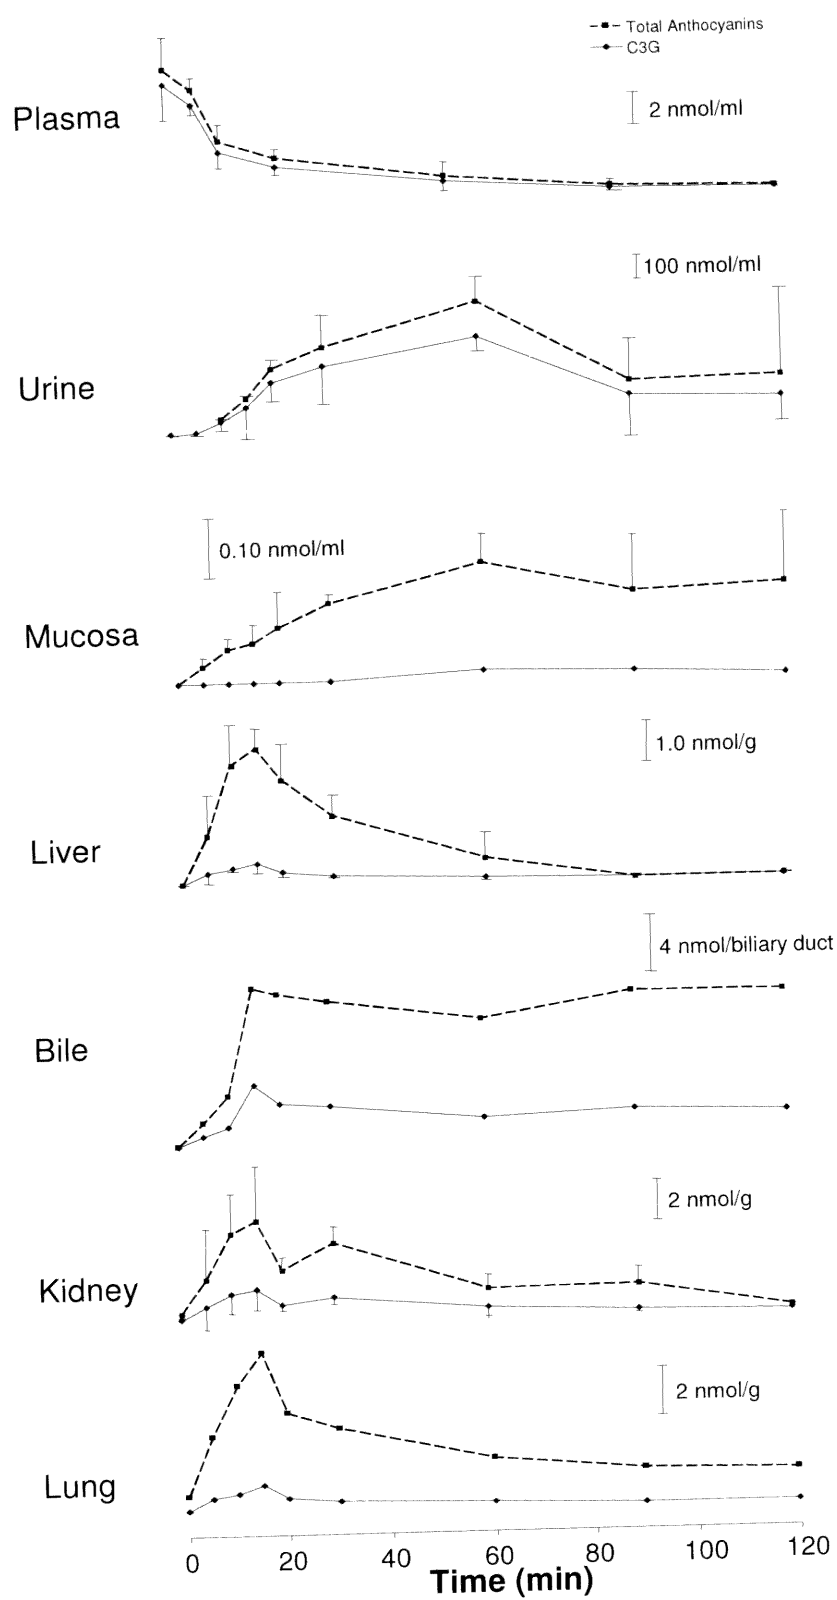 Total Anthocyanins
C3G
Plasma
2 nmol/ml
100 nmol/ml
Urine
0.10 nmol/ml
Mucosa
1.0 nmol/g
Liver
4 nmol/biliary duct
Bile
2 nmol/g
Kidney
2 nmol/g
Lung
0 20 40 60 80 100 120
Time (min)